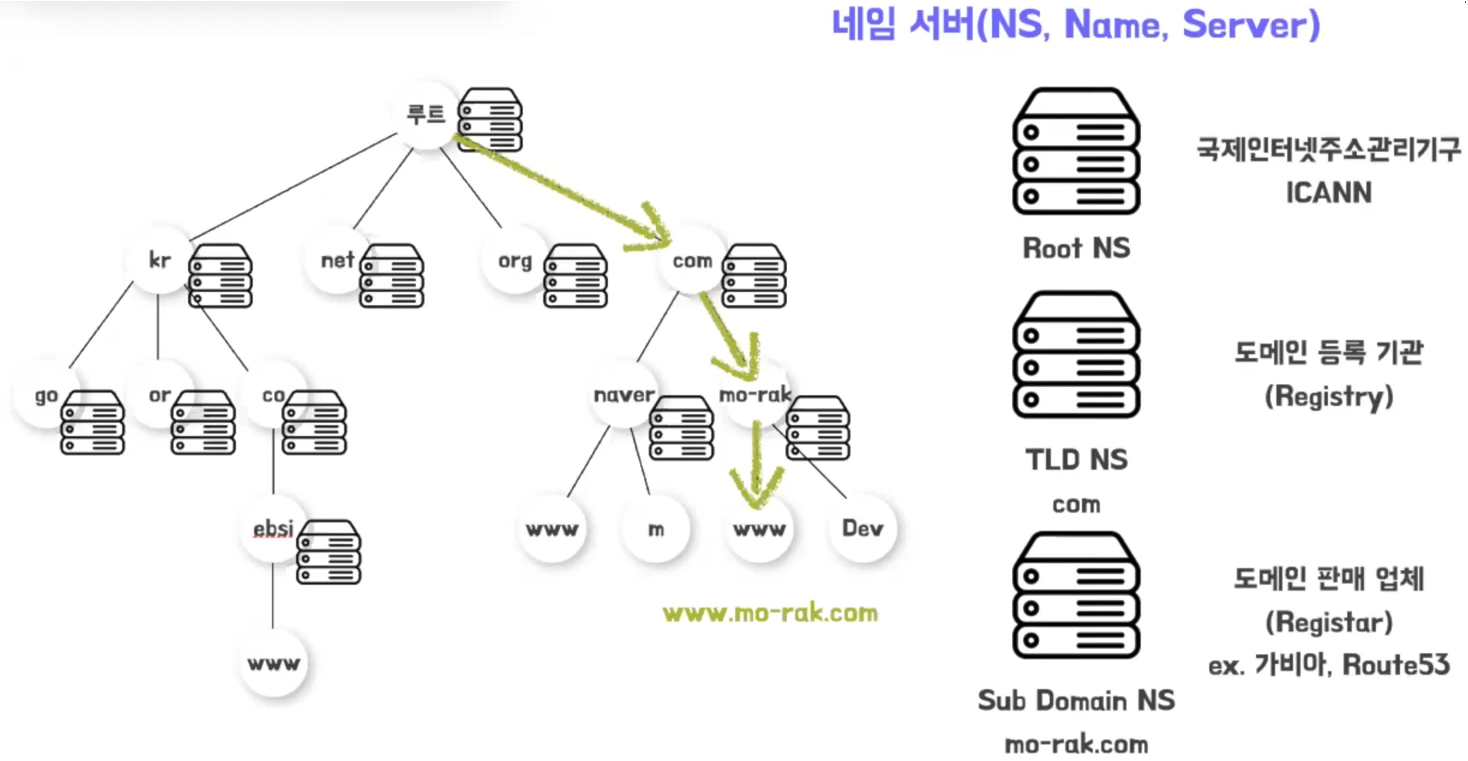 네임 서버(NS, Name, Server)
루트
kr
net
org
com
go
or
co
naver
mo-rak
ebsi
www
m
www
Dev
www.mo-rak.com
www
국제인터넷주소관리기구
ICANN
Root NS
도메인 등록 기관
(Registry)
TLD NS
com
도메인 판매 업체
(Registar)
ex. 가비아, Route53
Sub Domain NS
mo-rak.com